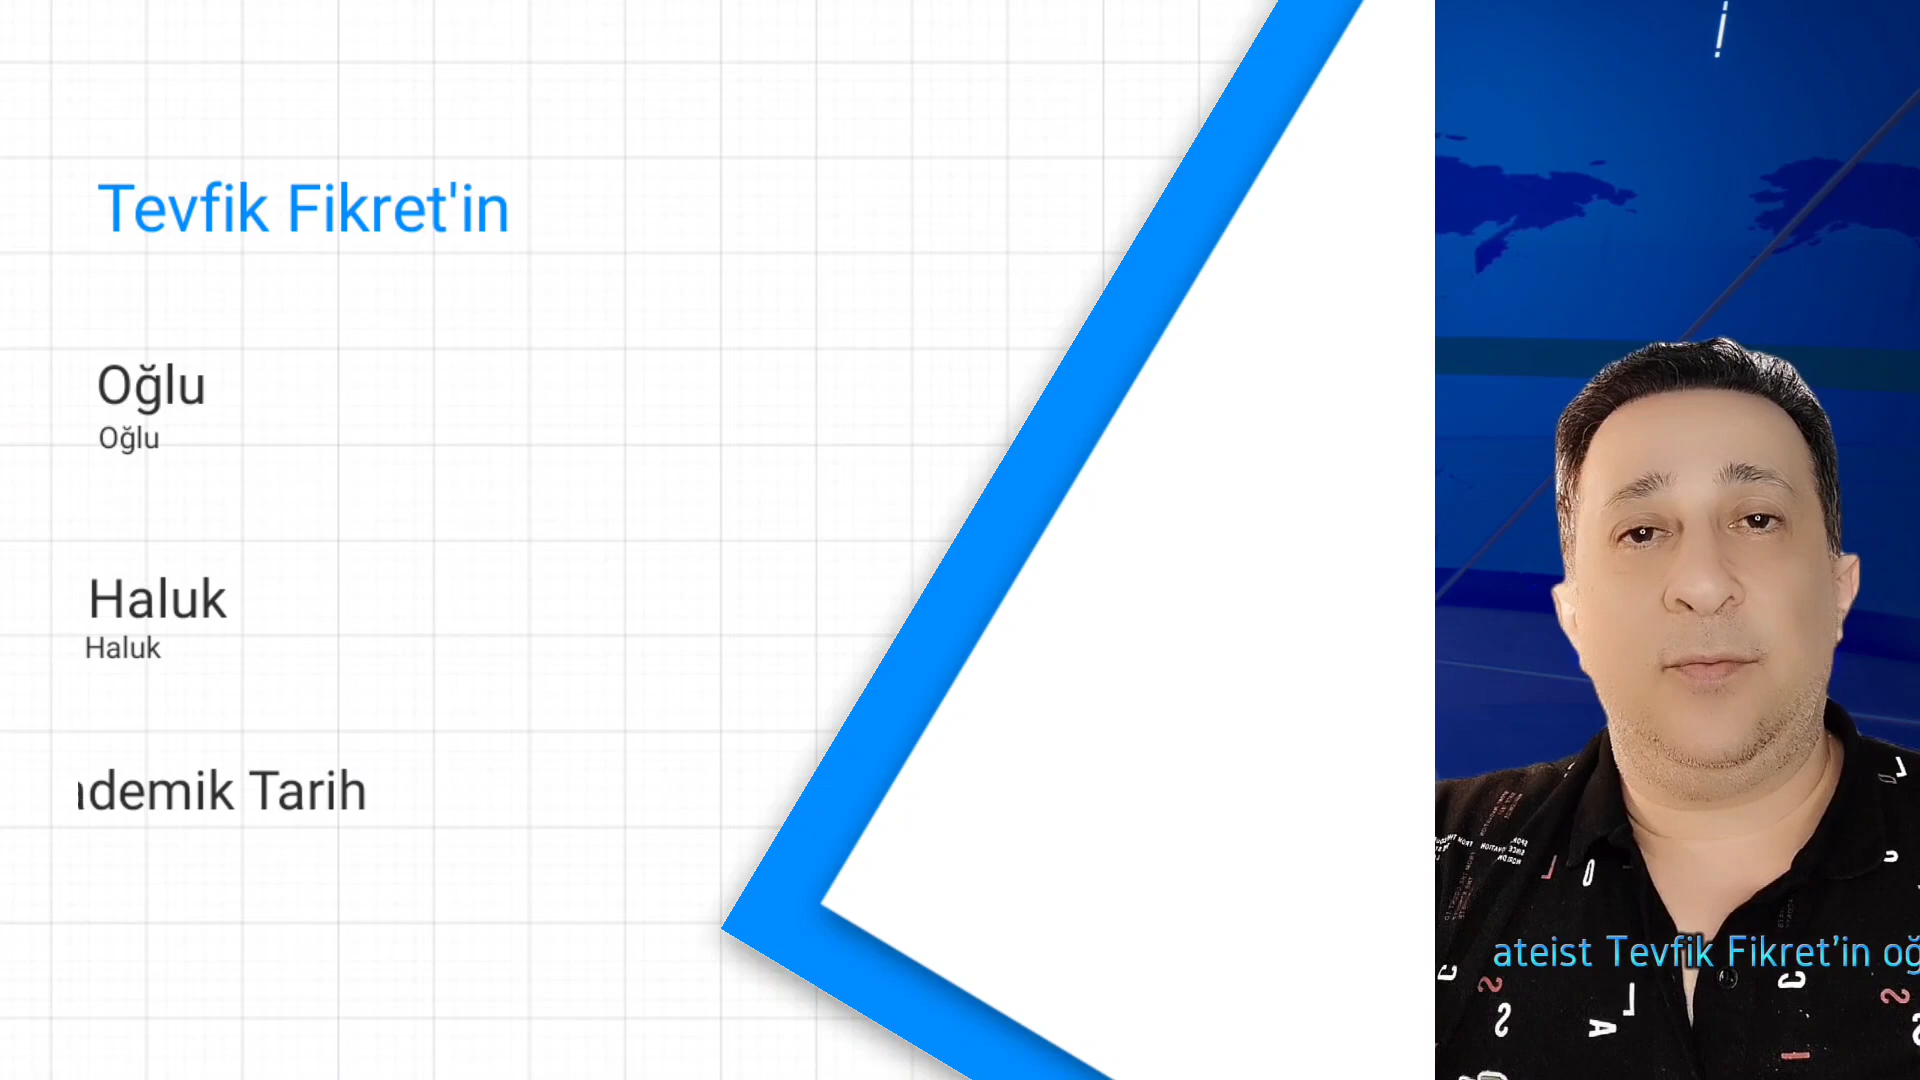 Tevfik Fikret'in
Oğlu
Oğlu
Haluk
Haluk
demik Tarih
ateist Tevfik Fikret'in oğ